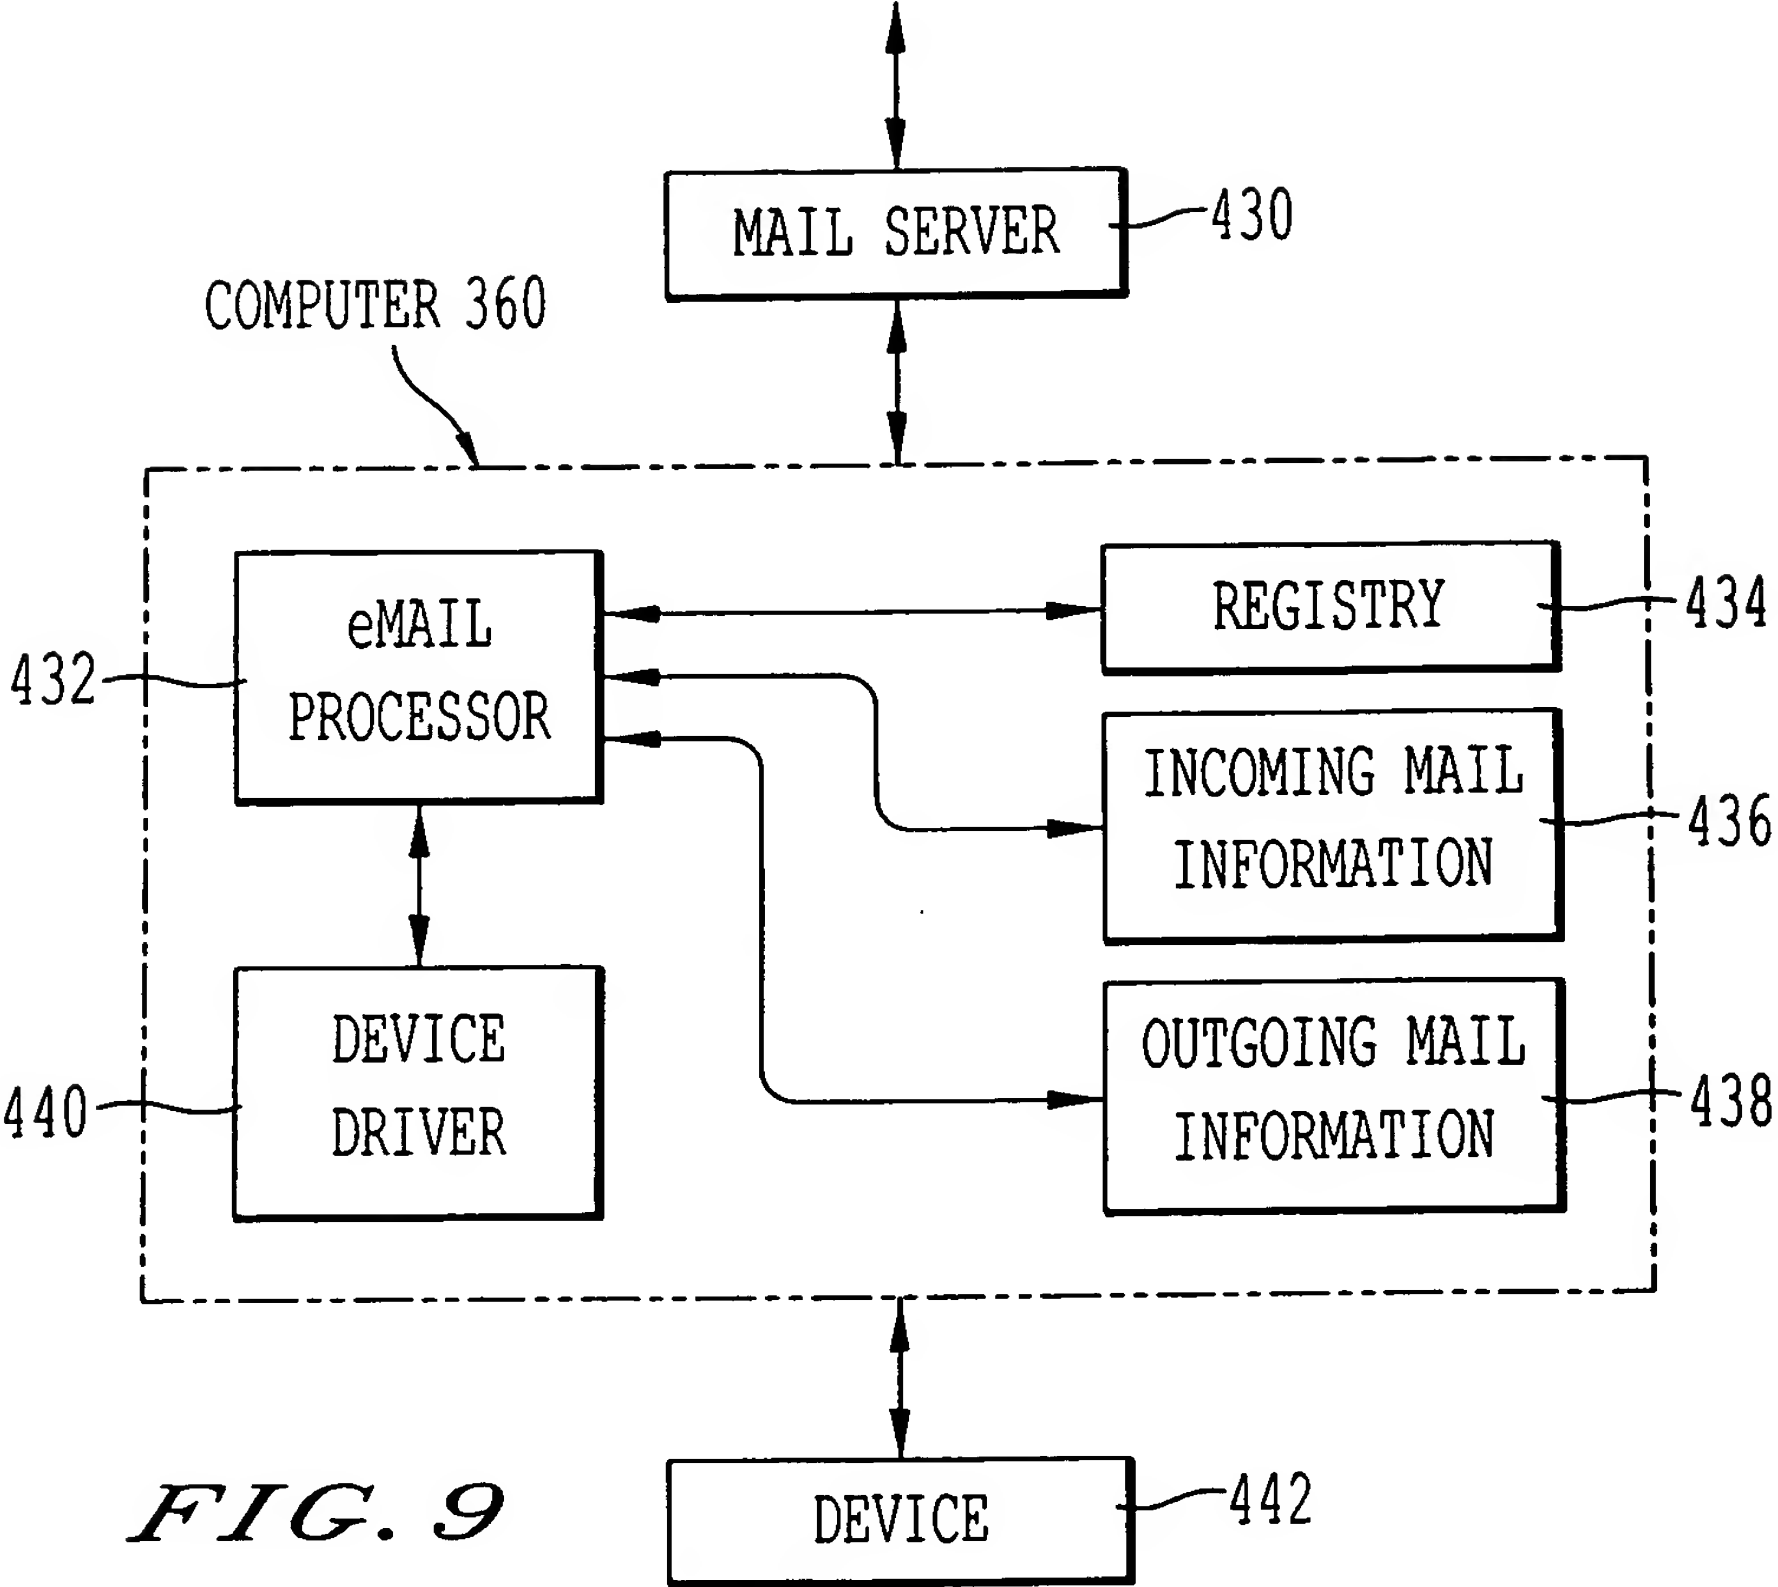 MAIL SERVER
430
COMPUTER 360
eMAIL
PROCESSOR
432
REGISTRY
434
INCOMING MAIL
INFORMATION
436
DEVICE
DRIVER
440
OUTGOING MAIL
INFORMATION
438
DEVICE
442
FIG. 9